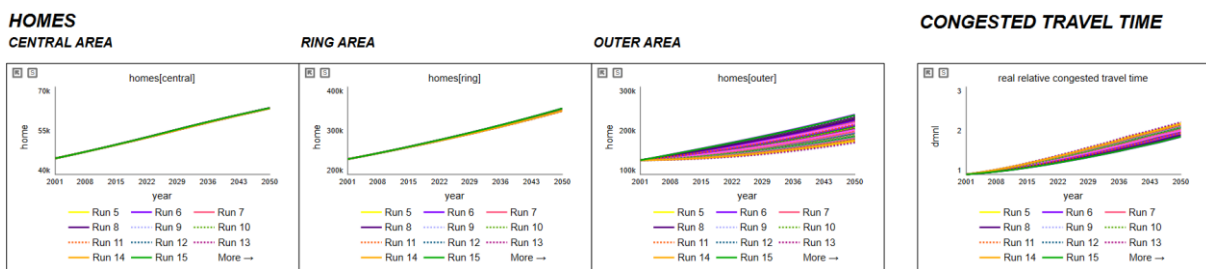 HOMES
CONGESTED TRAVEL TIME
CENTRAL AREA
RING AREA
OUTER AREA
S
homes[central]
70k
55k
40k
home
2001 2008 2015 2022 2029 2036 2043 2050
year
Run 5 Run 6 Run 7
Run 8 Run 9 Run 10
Run 11 Run 12 Run 13
Run 14 Run 15 More →
S
homes[ring]
400k
300k
200k
home
2001 2008 2015 2022 2029 2036 2043 2050
year
Run 5 Run 6 Run 7
Run 8 Run 9 Run 10
Run 11 Run 12 Run 13
Run 14 Run 15 More →
S
homes[outer]
300k
200k
100k
home
2001 2008 2015 2022 2029 2036 2043 2050
year
Run 5 Run 6 Run 7
Run 8 Run 9 Run 10
Run 11 Run 12 Run 13
Run 14 Run 15 More →
S
real relative congested travel time
3
2
1
dmnl
2001 2008 2015 2022 2029 2036 2043 2050
year
Run 5 Run 6 Run 7
Run 8 Run 9 Run 10
Run 11 Run 12 Run 13
Run 14 Run 15 More →